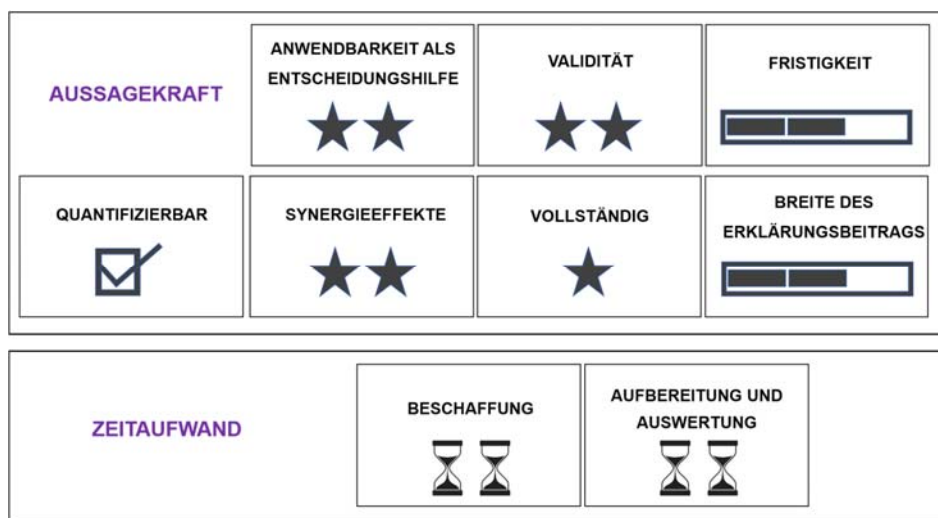 AUSSAGEKRAFT
ANWENDBARKEIT ALS
ENTSCHEIDUNGSHILFE
VALIDITÄT
FRISTIGKEIT
QUANTIFIZIERBAR
SYNERGIEEFFEKTE
VOLLSTÄNDIG
BREITE DES
ERKLÄRUNGSBEITRAGS
ZEITAUFWAND
BESCHAFFUNG
AUFBEREITUNG UND
AUSWERTUNG